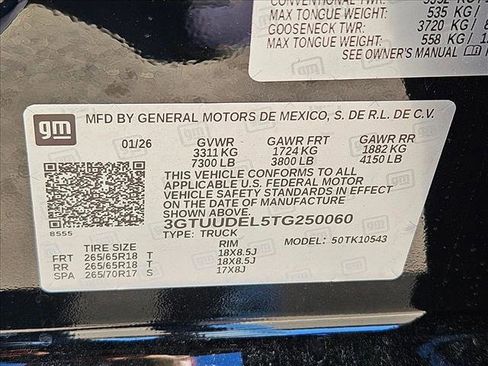 MAX TONGUE WEIGHT: 535 KG /
GOOSENECK TWR: 3720 KG /
MAX TONGUE WEIGHT: 558 KG /
SEE OWNER'S MANUAL
gm
MFD BY GENERAL MOTORS DE MEXICO, S. DE R.L. DE C.V.
01/26 GVWR GAWR FRT GAWR RR
3311 KG 1724 KG 1882 KG
7300 LB 3800 LB 4150 LB
THIS VEHICLE CONFORMS TO ALL
APPLICABLE U.S. FEDERAL MOTOR
VEHICLE SAFETY STANDARDS IN EFFECT
ON THE DATE OF MANUFACTURE SHOWN ABOVE.
3GTUUDEL5TG250060
8555 TYPE: TRUCK
TIRE SIZE RIM MODEL: 50TK10543
FRT 265/65R18 T 18X8.5J
RR 265/65R18 T 18X8.5J
SPA 265/70R17 S 17X8J